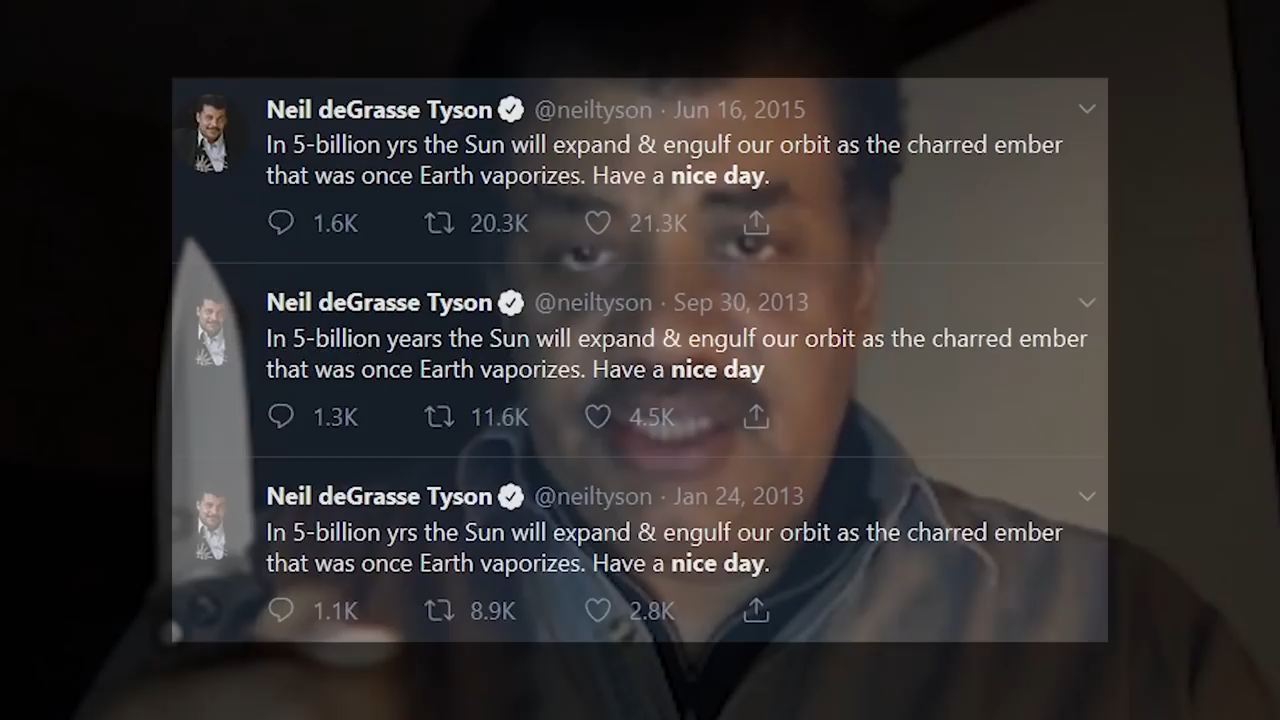 Neil deGrasse Tyson @neiltyson · Jun 16, 2015
In 5-billion yrs the Sun will expand & engulf our orbit as the charred ember
that was once Earth vaporizes. Have a nice day.
1.6K 20.3K 21.3K
Neil deGrasse Tyson @neiltyson · Sep 30, 2013
In 5-billion years the Sun will expand & engulf our orbit as the charred ember
that was once Earth vaporizes. Have a nice day
1.3K 11.6K 4.5K
Neil deGrasse Tyson @neiltyson · Jan 24, 2013
In 5-billion yrs the Sun will expand & engulf our orbit as the charred ember
that was once Earth vaporizes. Have a nice day.
1.1K 8.9K 2.8K